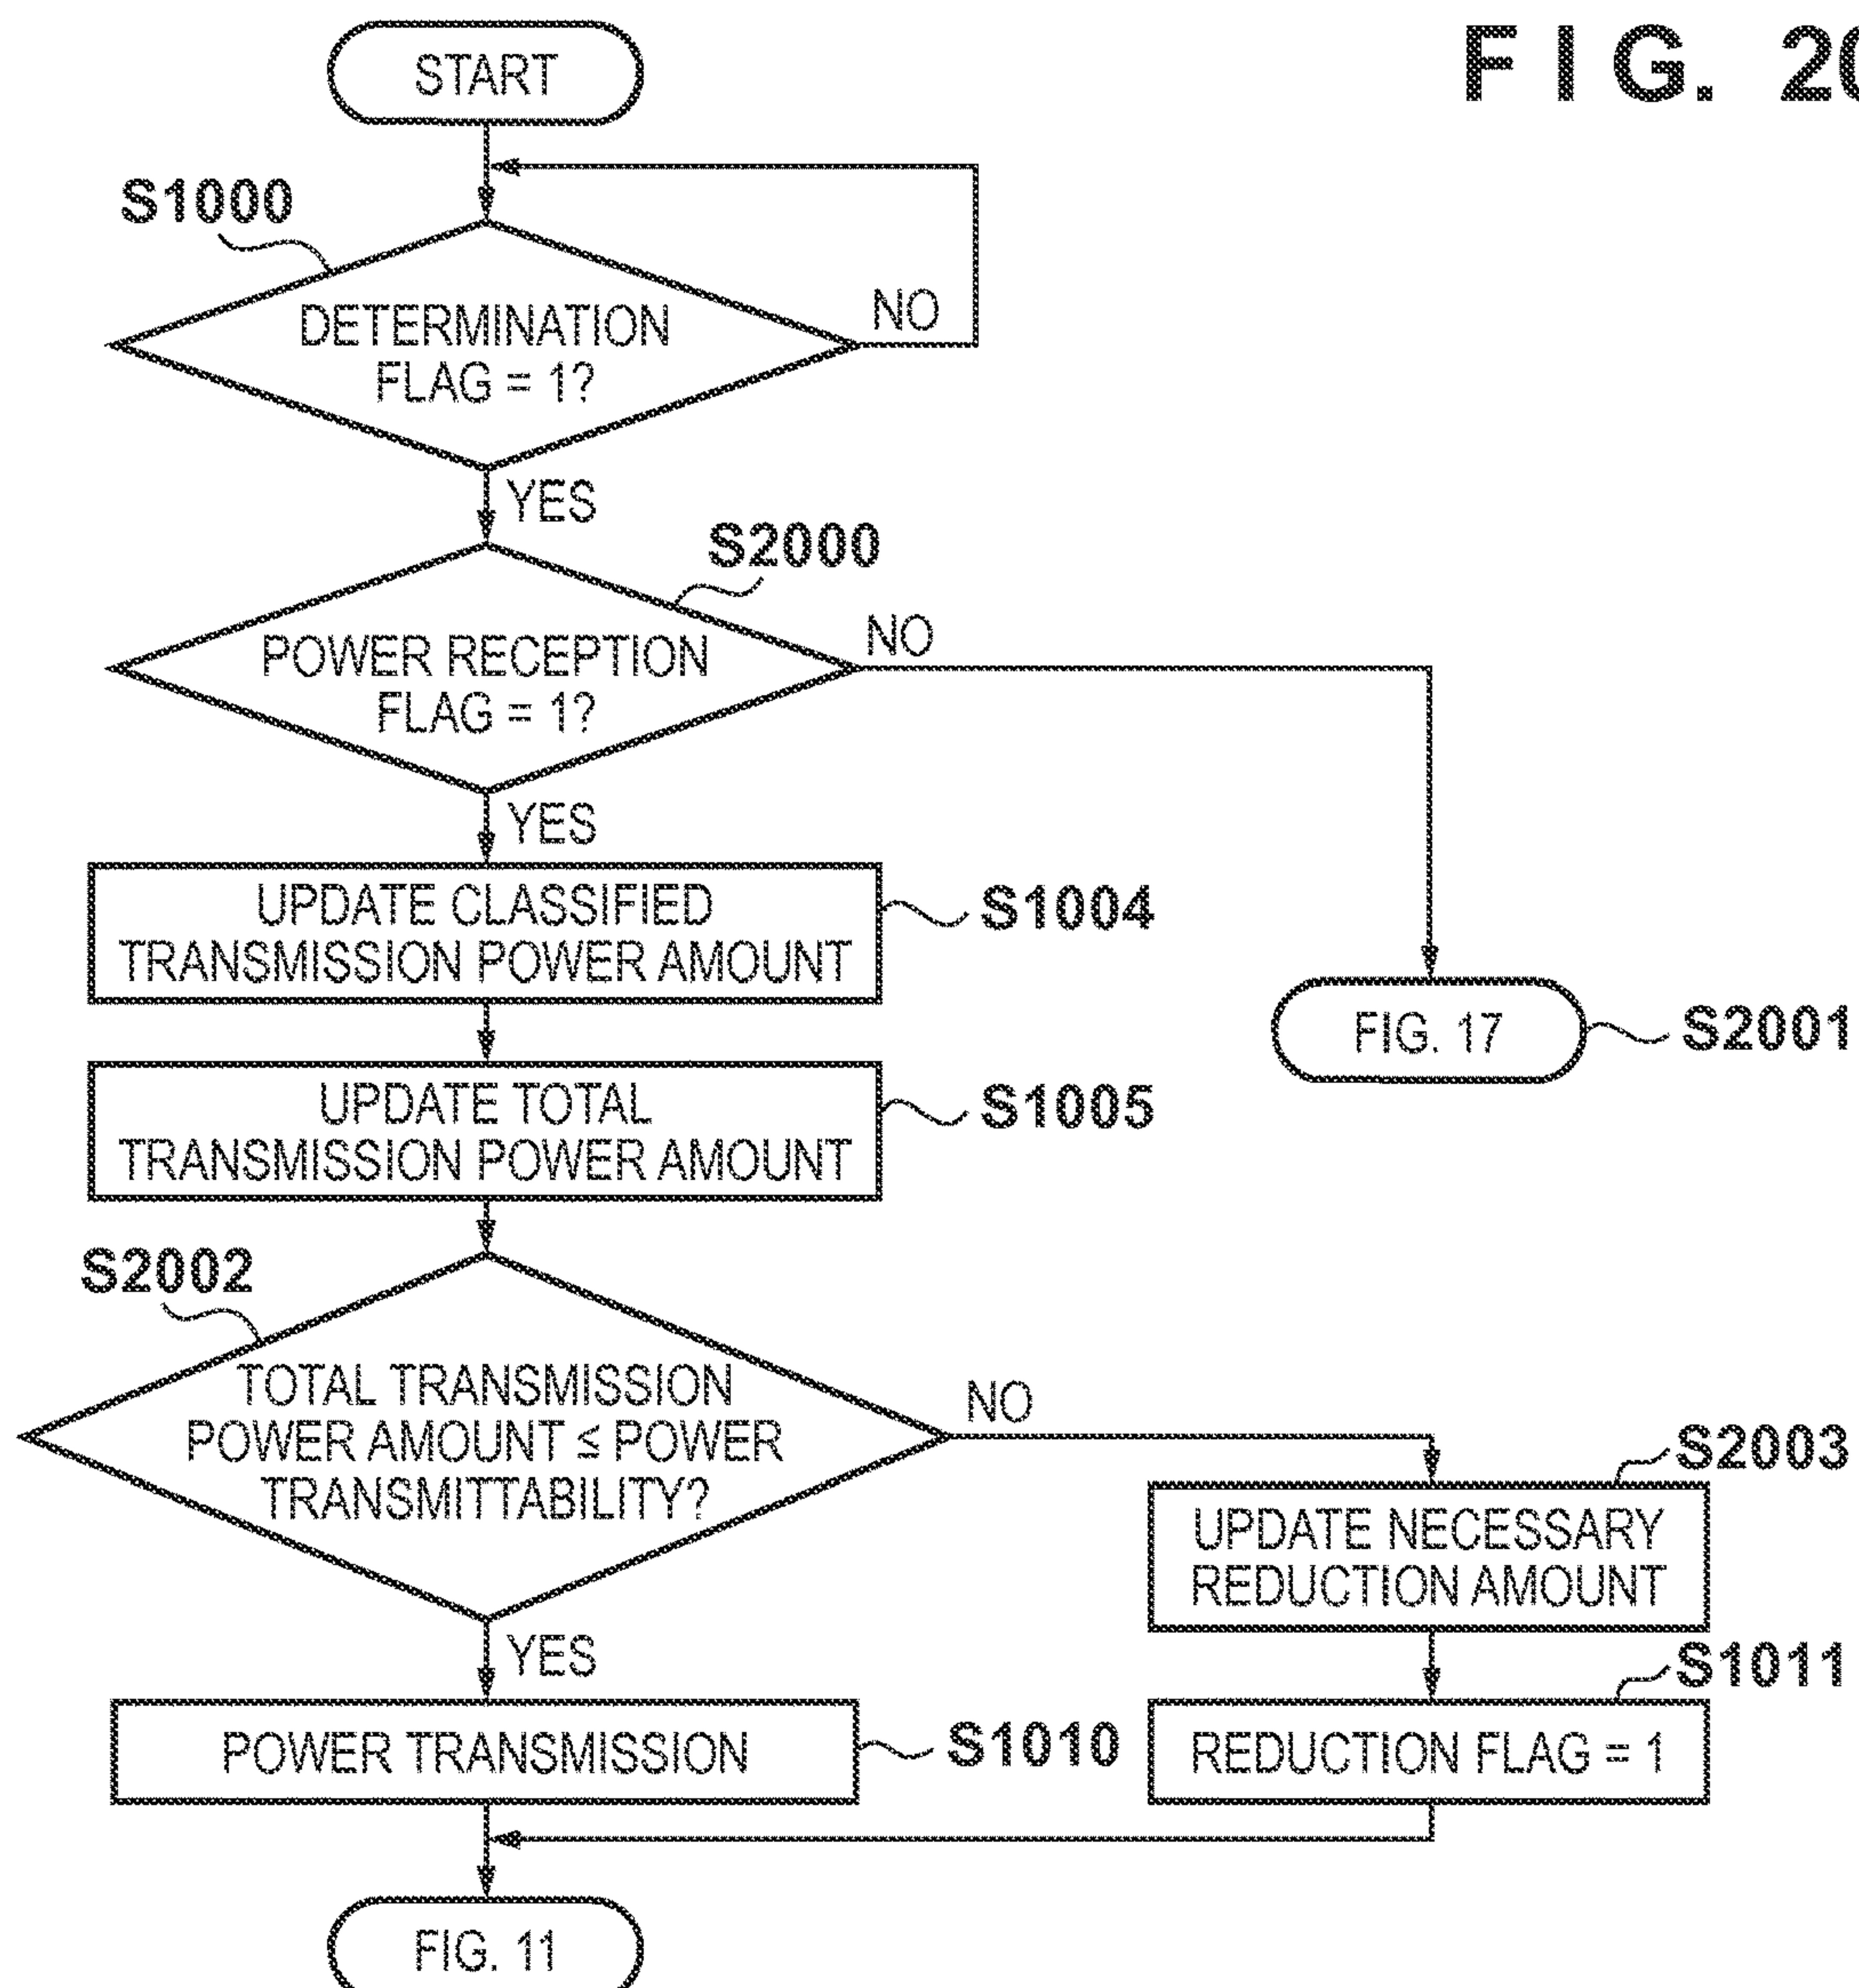 FIG. 20
START
S1000
DETERMINATION
FLAG = 1?
NO
YES
S2000
POWER RECEPTION
FLAG = 1?
NO
YES
UPDATE CLASSIFIED
TRANSMISSION POWER AMOUNT
S1004
FIG. 17
S2001
UPDATE TOTAL
TRANSMISSION POWER AMOUNT
S1005
S2002
TOTAL TRANSMISSION
POWER AMOUNT ≤ POWER
TRANSMITTABILITY?
NO
S2003
UPDATE NECESSARY
REDUCTION AMOUNT
YES
S1011
POWER TRANSMISSION
S1010
REDUCTION FLAG = 1
FIG. 11